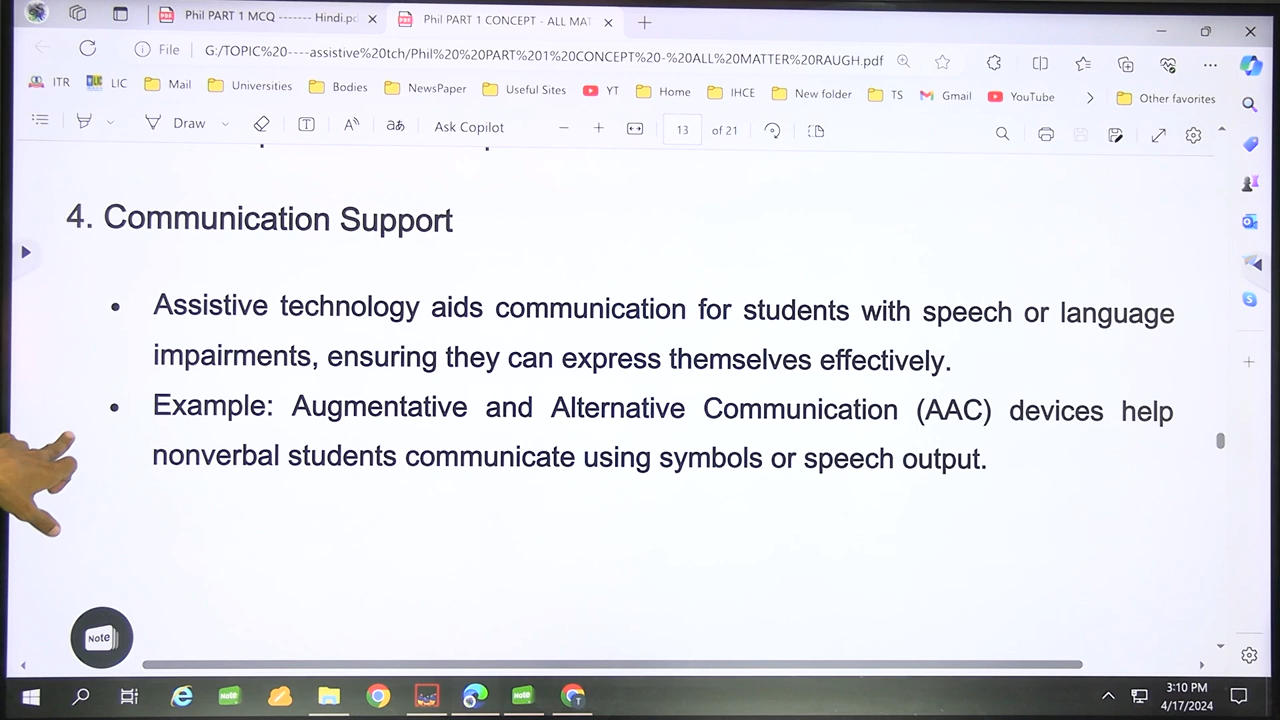 Phil PART 1 MCQ ------- Hindi.pd
Phil PART 1 CONCEPT - ALL MAT
File
G:/TOPIC%20----assistive%20tch/Phil%20%20PART%201%20CONCEPT%20-%20ALL%20MATTER%20RAUGH.pdf
ITR LIC Mail Universities Bodies NewsPaper Useful Sites YT Home IHCE New folder TS Gmail YouTube Other favorites
Draw Ask Copilot 13 of 21
4. Communication Support
• Assistive technology aids communication for students with speech or language
impairments, ensuring they can express themselves effectively.
• Example: Augmentative and Alternative Communication (AAC) devices help
nonverbal students communicate using symbols or speech output.
Note
Note Note
3:10 PM
4/17/2024